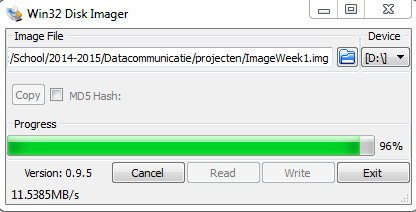 Win32 Disk Imager
Image File
Device
:/School/2014-2015/Datacommunicatie/projecten/ImageWeek1.img
[D:\]
Copy
MD5 Hash:
Progress
96%
Version: 0.9.5
Cancel
Read
Write
Exit
11.5385MB/s